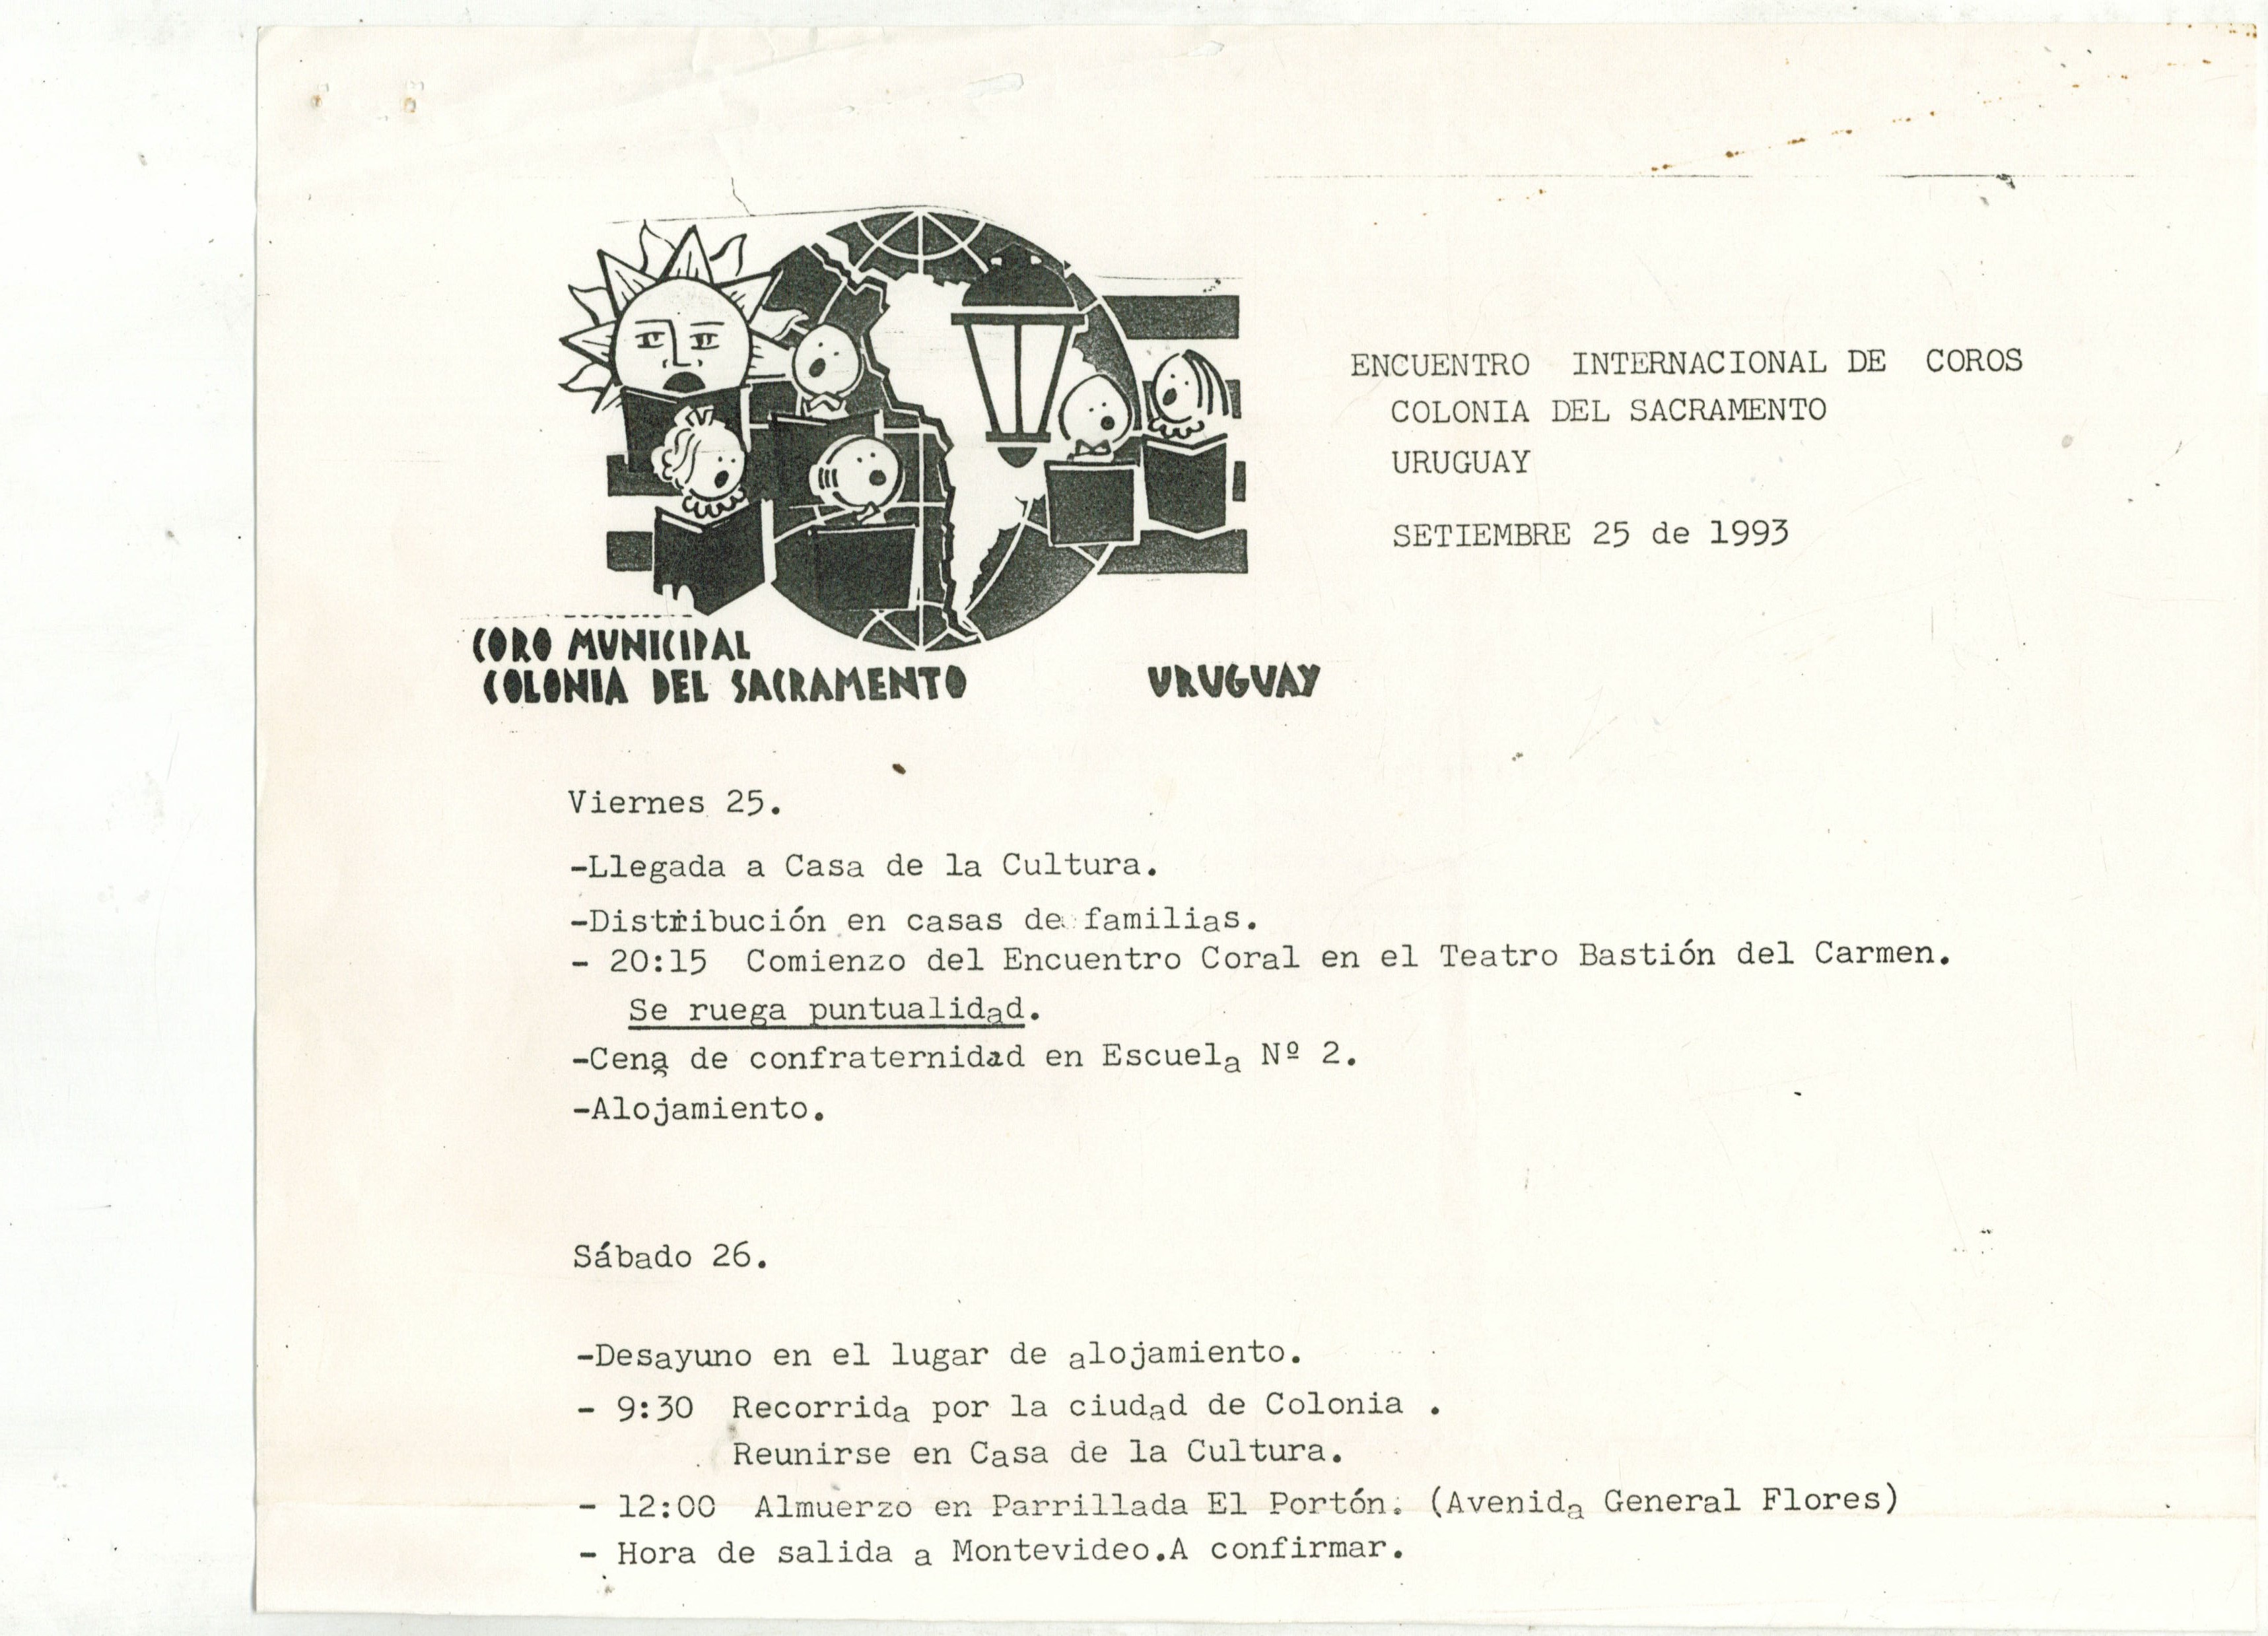 ENCUENTRO INTERNACIONAL DE COROS
COLONIA DEL SACRAMENTO
URUGUAY
SETIEMBRE 25 de 1993
CORO MUNICIPAL
COLONIA DEL SACRAMENTO URUGUAY
Viernes 25.
-Llegada a Casa de la Cultura.
-Distribución en casas de familias.
- 20:15 Comienzo del Encuentro Coral en el Teatro Bastión del Carmen.
Se ruega puntualidad.
-Cena de confraternidad en Escuela Nº 2.
-Alojamiento.
Sábado 26.
-Desayuno en el lugar de alojamiento.
- 9:30 Recorrida por la ciudad de Colonia .
Reunirse en Casa de la Cultura.
- 12:00 Almuerzo en Parrillada El Portón. (Avenida General Flores)
- Hora de salida a Montevideo.A confirmar.